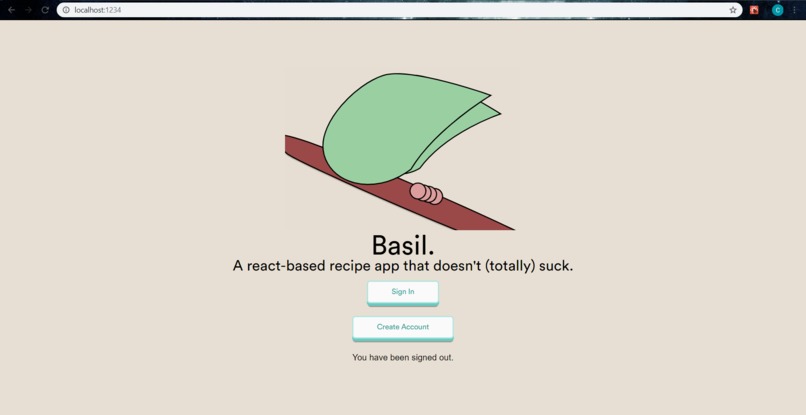 localhost:1234
C
Basil.
A react-based recipe app that doesn't (totally) suck.
Sign In
Create Account
You have been signed out.